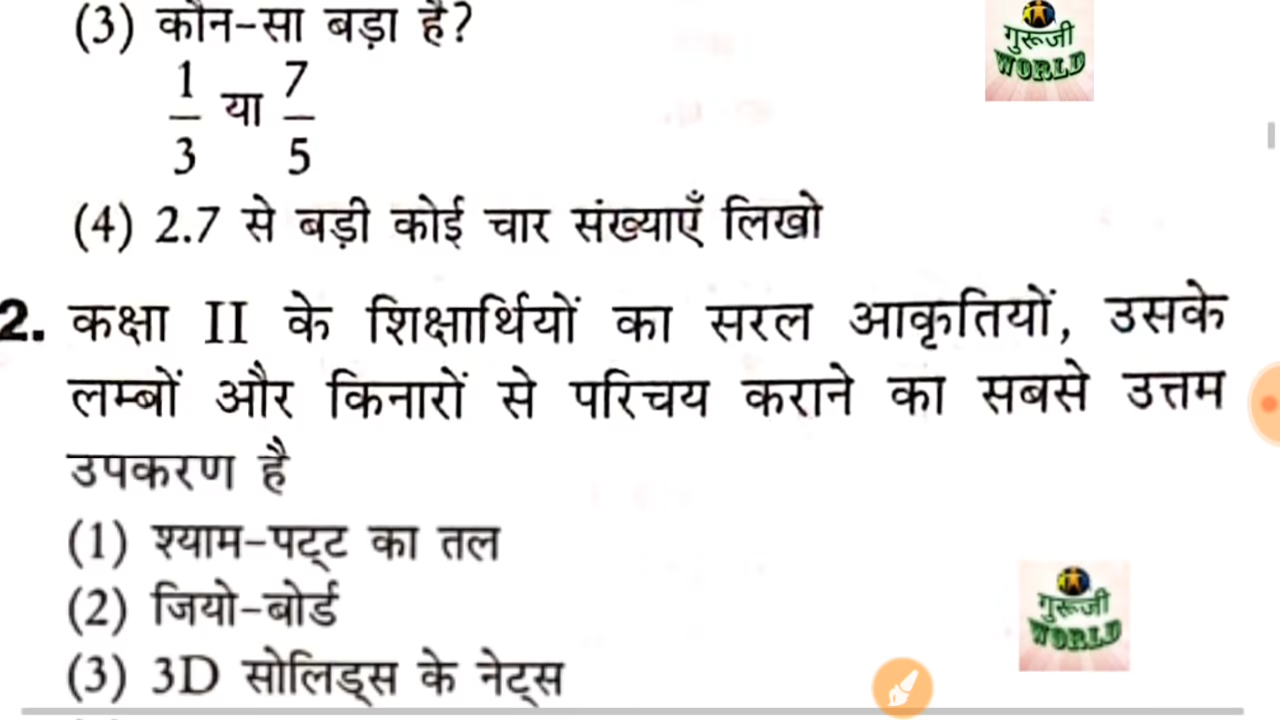 (3) कौन-सा बड़ा है?
1/3 या 7/5
(4) 2.7 से बड़ी कोई चार संख्याएँ लिखो
2. कक्षा II के शिक्षार्थियों का सरल आकृतियों, उसके
लम्बों और किनारों से परिचय कराने का सबसे उत्तम
उपकरण है
(1) श्याम-पट्ट का तल
(2) जियो-बोर्ड
(3) 3D सोलिड्स के नेट्स
गुरूजी
WORLD
गुरूजी
WORLD